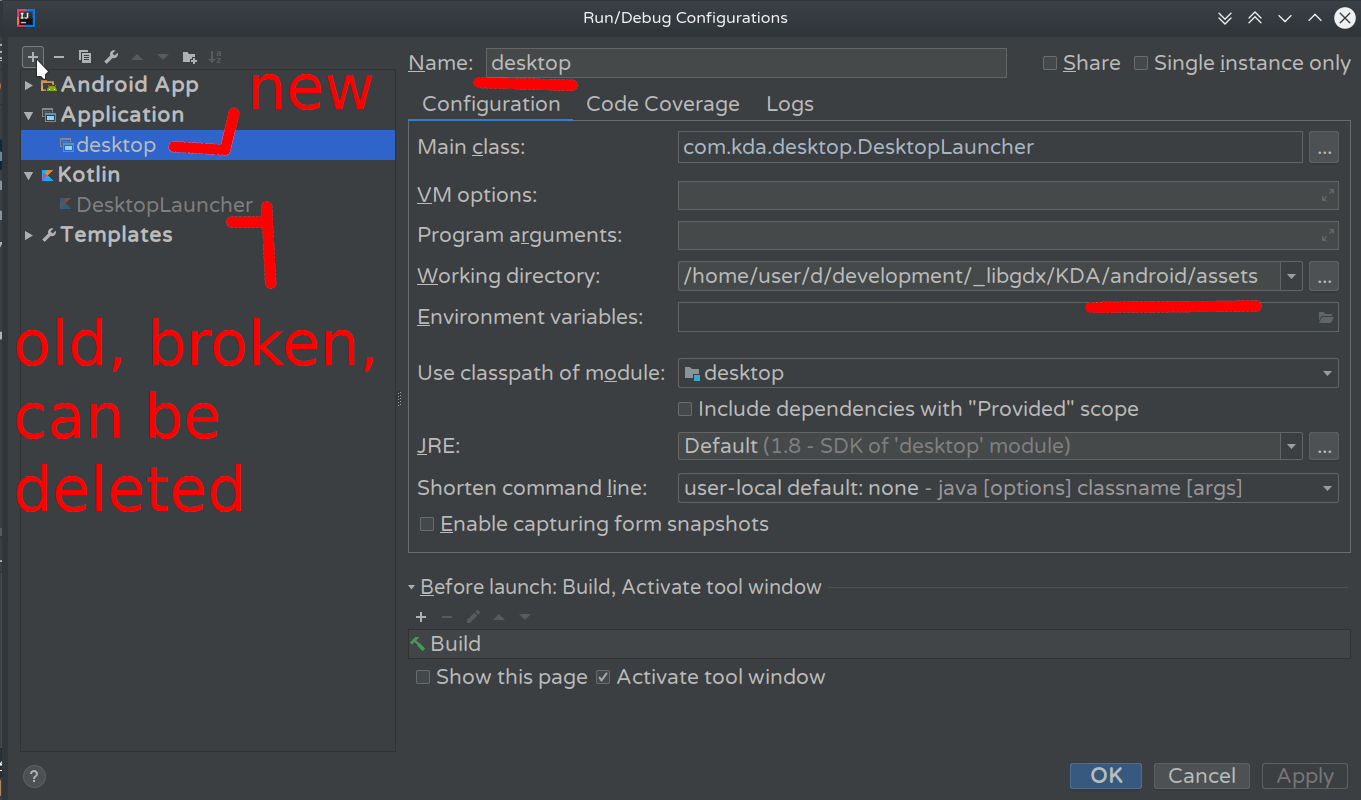 Run/Debug Configurations
Android App
Application
desktop
Kotlin
DesktopLauncher
Templates
new
old, broken,
can be
deleted
Name: desktop
Share
Single instance only
Configuration Code Coverage Logs
Main class: com.kda.desktop.DesktopLauncher ...
VM options:
Program arguments:
Working directory: /home/user/d/development/_libgdx/KDA/android/assets ...
Environment variables:
Use classpath of module: desktop
Include dependencies with "Provided" scope
JRE: Default (1.8 - SDK of 'desktop' module) ...
Shorten command line: user-local default: none - java [options] classname [args]
Enable capturing form snapshots
Before launch: Build, Activate tool window
Build
Show this page Activate tool window
? OK Cancel Apply